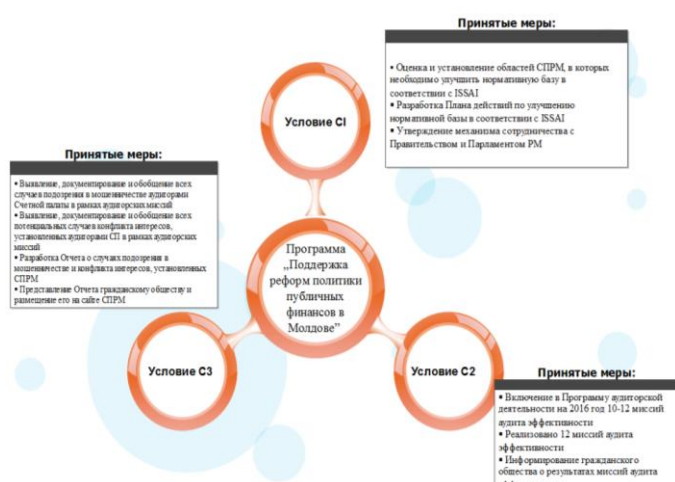 Принятые меры:
• Оценка и установление областей СПРМ, в которых
необходимо улучшить нормативную базу в
соответствии с ISSAI
• Разработка Плана действий по улучшению
нормативной базы в соответствии с ISSAI
• Утверждение механизма сотрудничества с
Правительством и Парламентом РМ
Условие CI
Принятые меры:
• Выявление, документирование и обобщение всех
случаев подозрения в мошенничестве аудиторами
Счетной палаты в рамках аудиторских миссий
• Выявление, документирование и обобщение всех
потенциальных случаев конфликта интересов,
установленных аудиторами СП в рамках аудиторских
миссий
• Разработка Отчета о случаях подозрения в
мошенничестве и конфликта интересов, установленных
СПРМ
• Представление Отчета гражданскому обществу и
размещение его на сайте СПРМ
Программа
„Поддержка
реформ политики
публичных
финансов в
Молдове”
Условие C3
Условие C2
Принятые меры:
• Включение в Программу аудиторской
деятельности на 2016 год 10-12 миссий
аудита эффективности
• Реализовано 12 миссий аудита
эффективности
• Информирование гражданского
общества о результатах миссий аудита